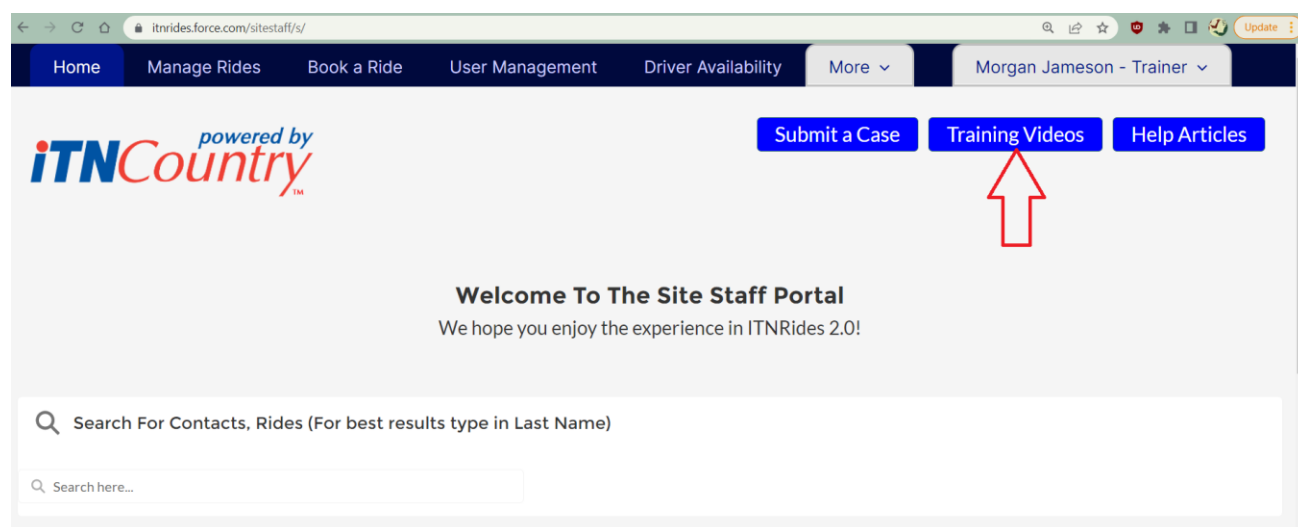 itnrides.force.com/sitestaff/s/
Update
Home Manage Rides Book a Ride User Management Driver Availability More Morgan Jameson - Trainer
powered by
iTNCountry
TM
Submit a Case Training Videos Help Articles
Welcome To The Site Staff Portal
We hope you enjoy the experience in ITNRides 2.0!
Search For Contacts, Rides (For best results type in Last Name)
Search here...